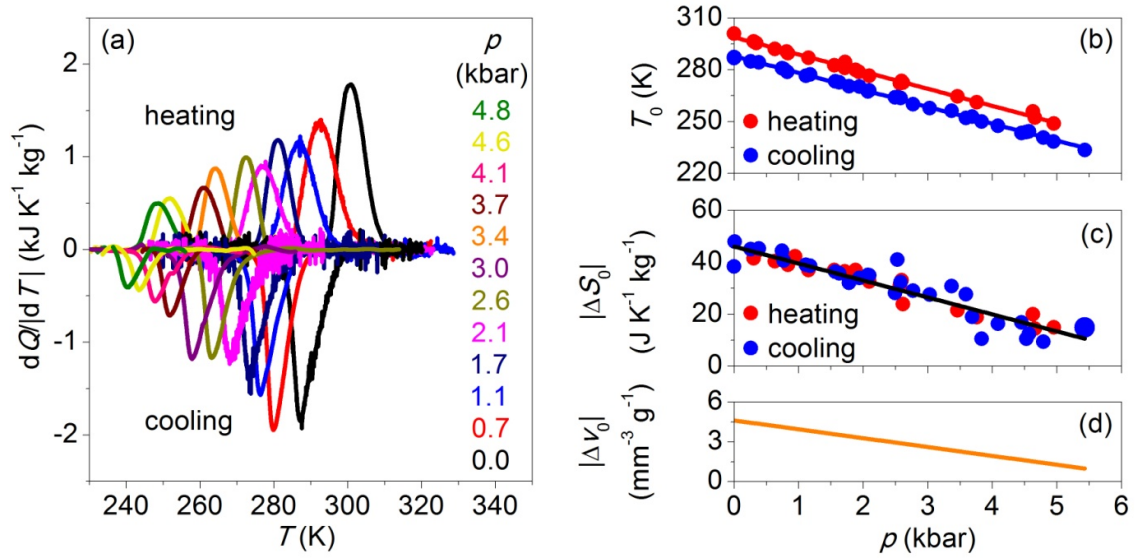 (a)
p
(kbar)
heating
4.8
4.6
4.1
3.7
3.4
3.0
2.6
2.1
1.7
1.1
0.7
0.0
cooling
2
1
0
-1
-2
dQ/|dT| (kJ K⁻¹ kg⁻¹)
240 260 280 300 320 340
T (K)
(b)
310
280
250
220
T₀ (K)
heating
cooling
(c)
60
40
20
0
|ΔS₀|
(J K⁻¹ kg⁻¹)
heating
cooling
(d)
6
3
0
|Δv₀|
(mm⁻³ g⁻¹)
0 1 2 3 4 5 6
p (kbar)